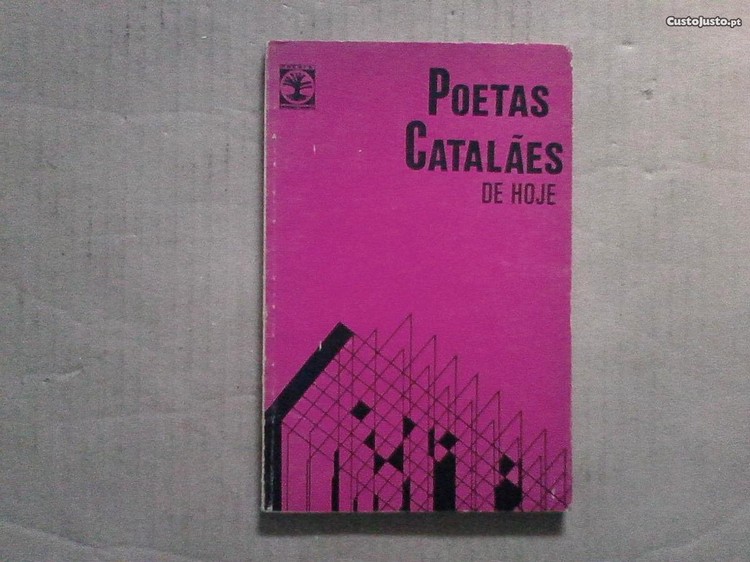 CustoJusto.pt
POETAS
CATALÃES
DE HOJE